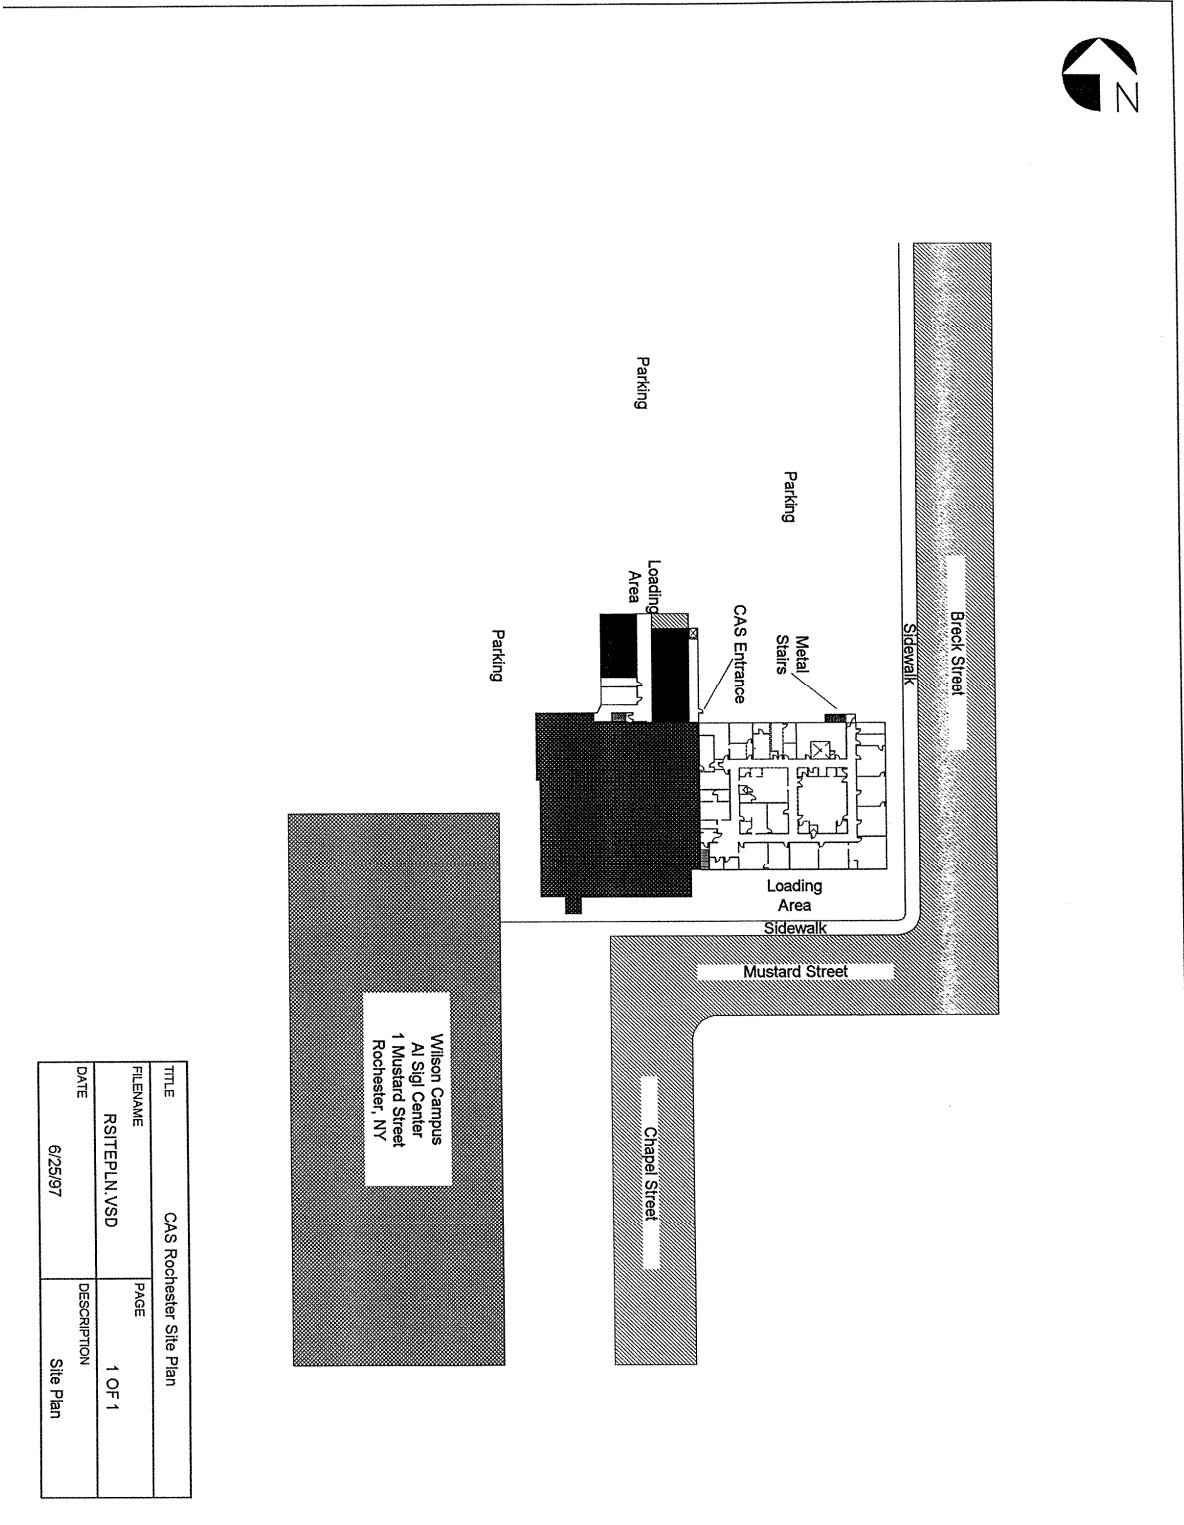 N
Breck Street
Sidewalk
Parking
Parking
Parking
Metal
Stairs
CAS Entrance
Loading
Area
Loading
Area
Sidewalk
Mustard Street
Chapel Street
Wilson Campus
Al Sigl Center
1 Mustard Street
Rochester, NY
TITLE
CAS Rochester Site Plan
FILENAME
RSITEPLN.VSD
PAGE
1 OF 1
DATE
6/25/97
DESCRIPTION
Site Plan